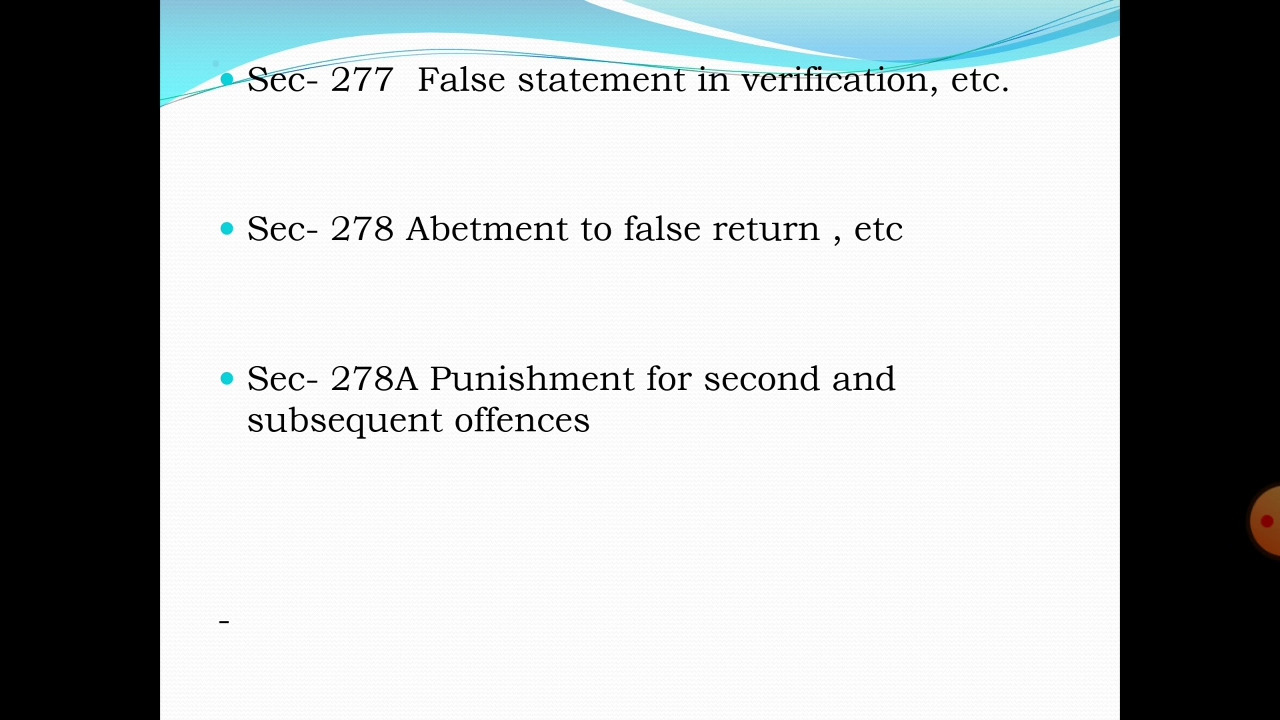 • Sec- 277 False statement in verification, etc.
• Sec- 278 Abetment to false return , etc
• Sec- 278A Punishment for second and
subsequent offences
-